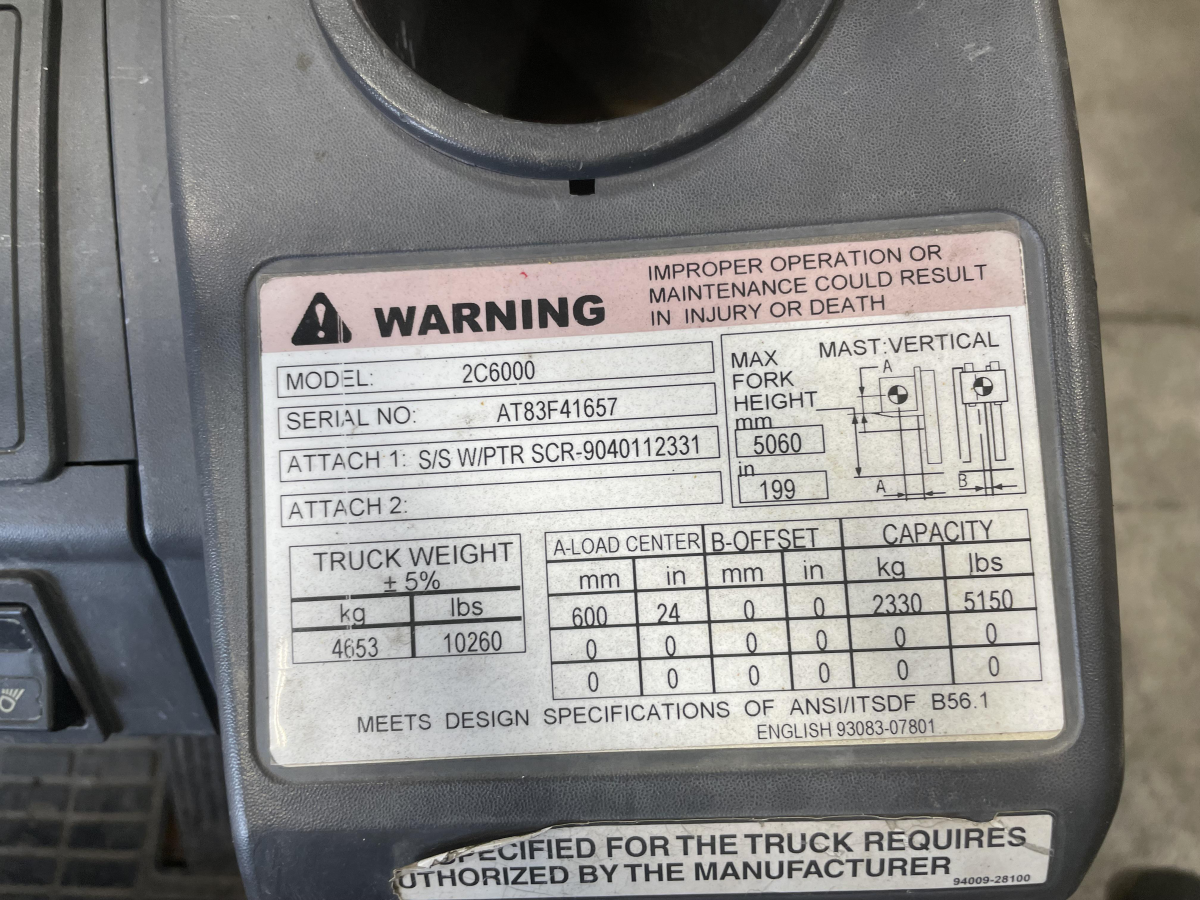 WARNING
IMPROPER OPERATION OR
MAINTENANCE COULD RESULT
IN INJURY OR DEATH
MODEL: 2C6000
SERIAL NO: AT83F41657
ATTACH 1: S/S W/PTR SCR-9040112331
ATTACH 2:
MAX
FORK
HEIGHT
mm
5060
in
199
MAST:VERTICAL
A
A
B
TRUCK WEIGHT
± 5%
kg lbs
4653 10260
A-LOAD CENTER B-OFFSET CAPACITY
mm in mm in kg lbs
600 24 0 0 2330 5150
0 0 0 0 0 0
0 0 0 0 0 0
MEETS DESIGN SPECIFICATIONS OF ANSI/ITSDF B56.1
ENGLISH 93083-07801
SPECIFIED FOR THE TRUCK REQUIRES
UTHORIZED BY THE MANUFACTURER
94009-28100